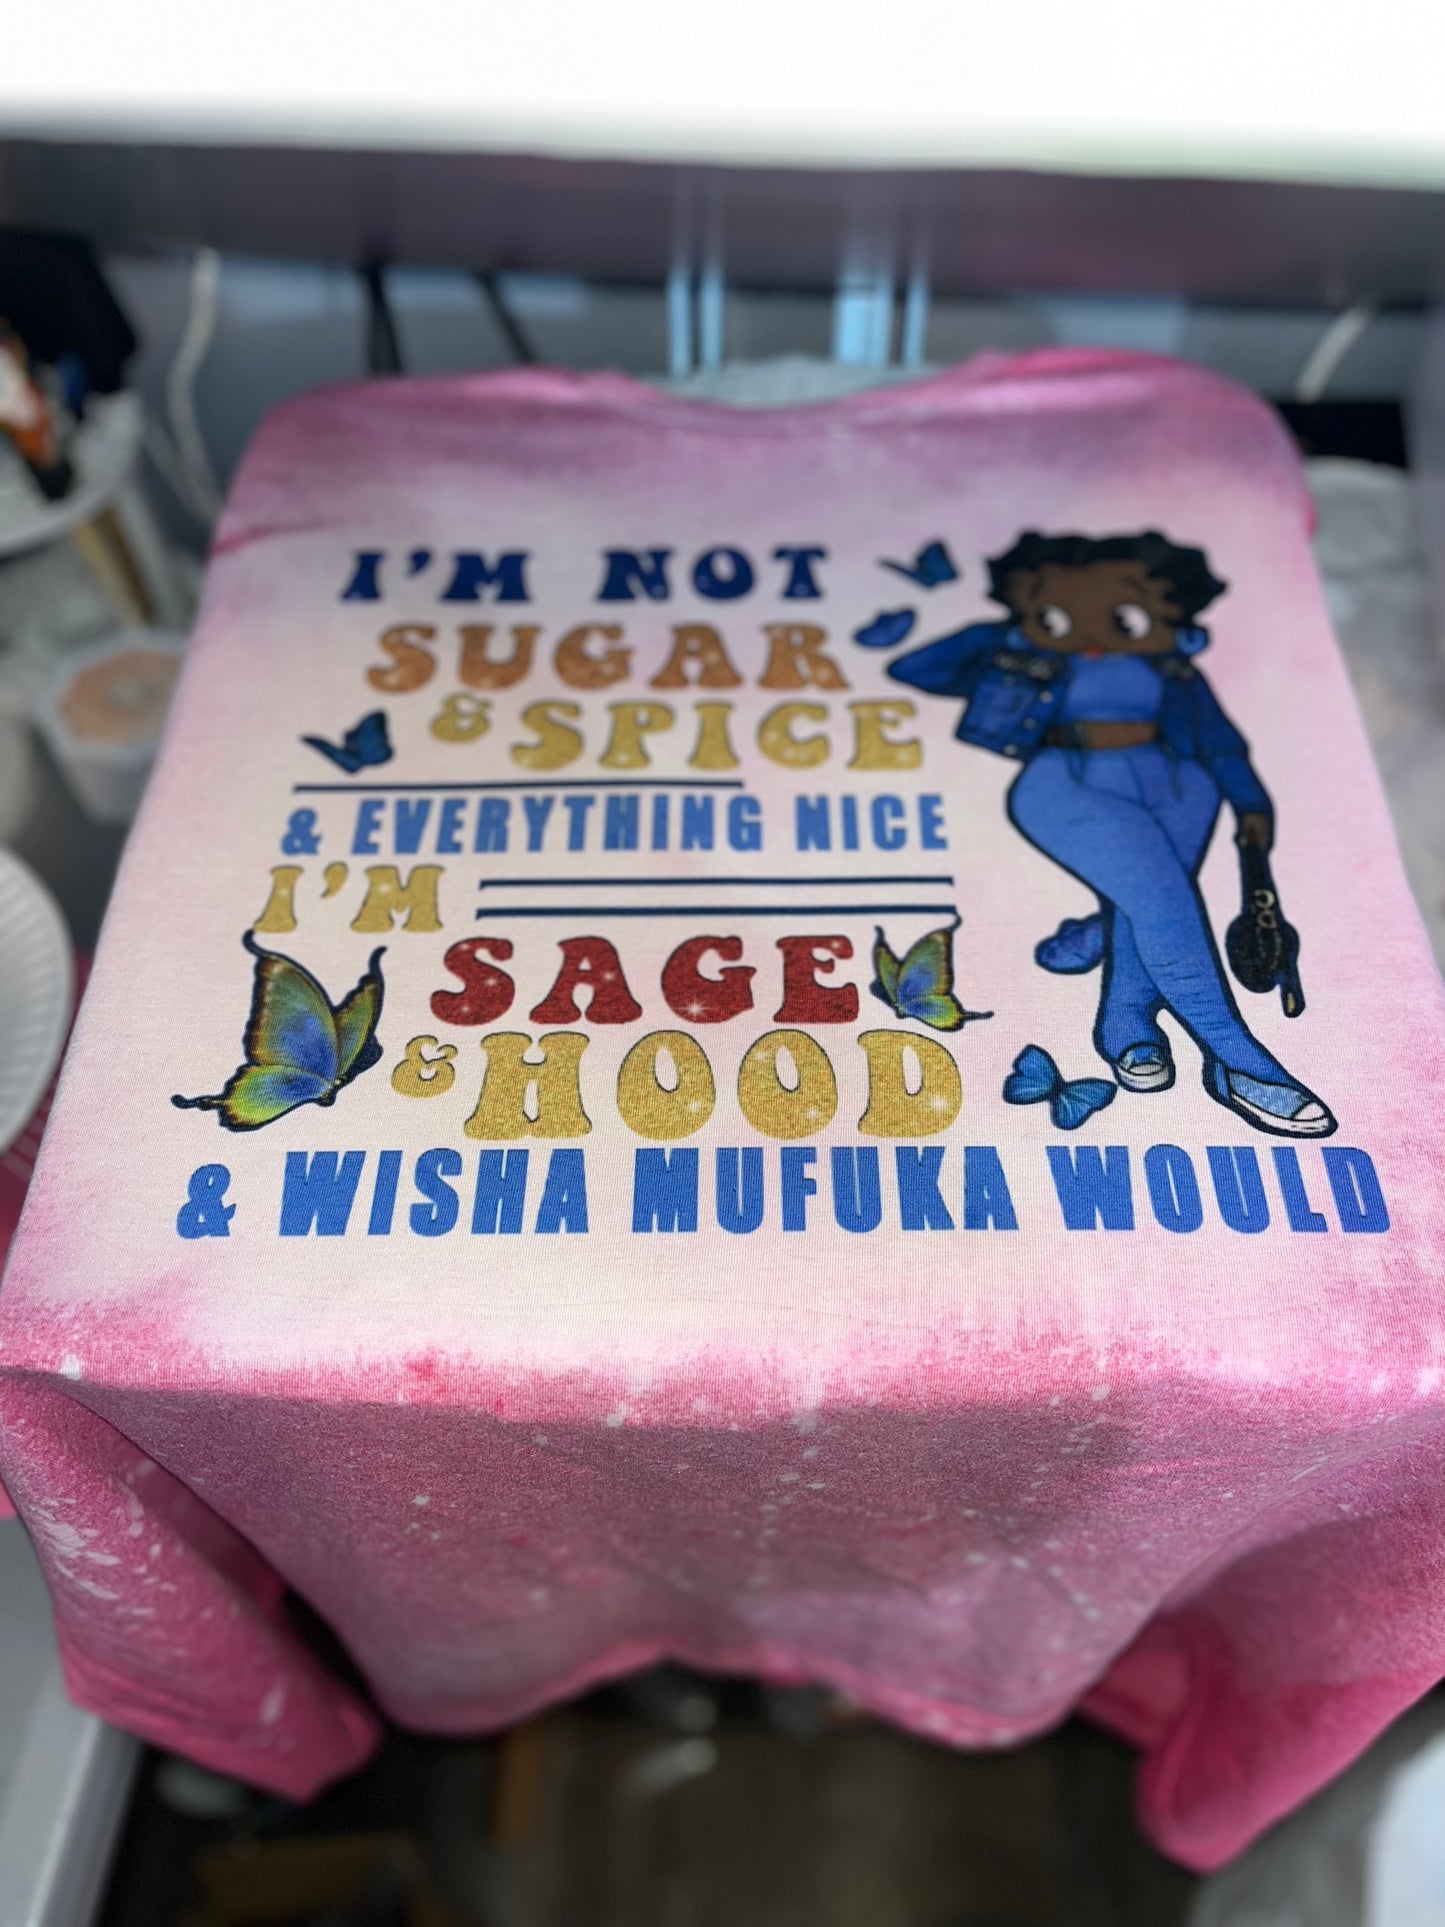 I'M NOT
SUGAR
& SPICE
& EVERYTHING NICE
I'M
SAGE
& HOOD
& WISHA MUFUKA WOULD